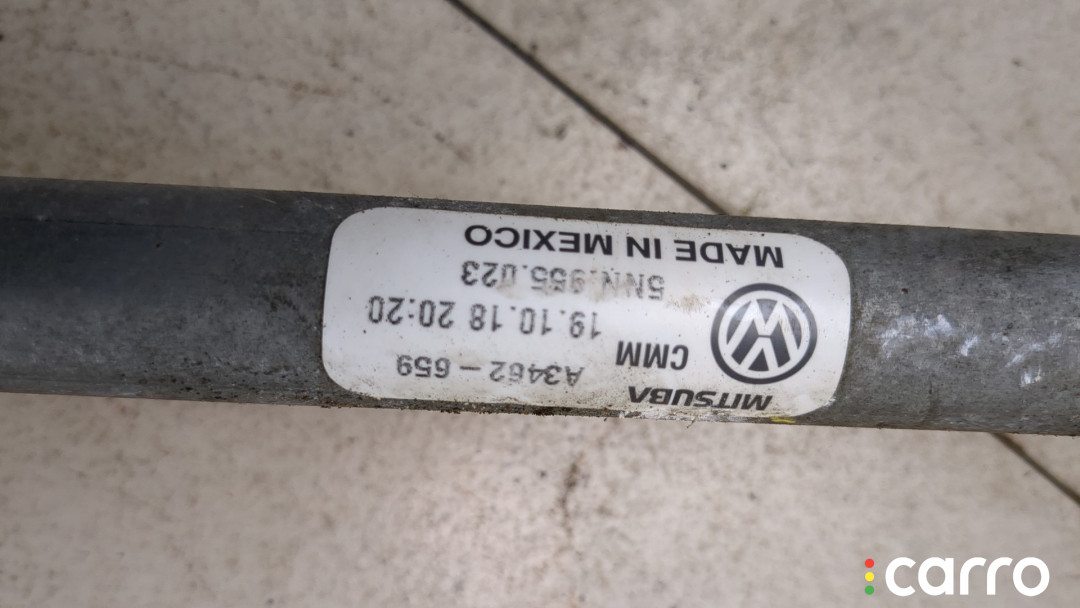 MITSUBA
A3462-659
CMM
19.10.18 20:20
5NN.955.023
MADE IN MEXICO
carro